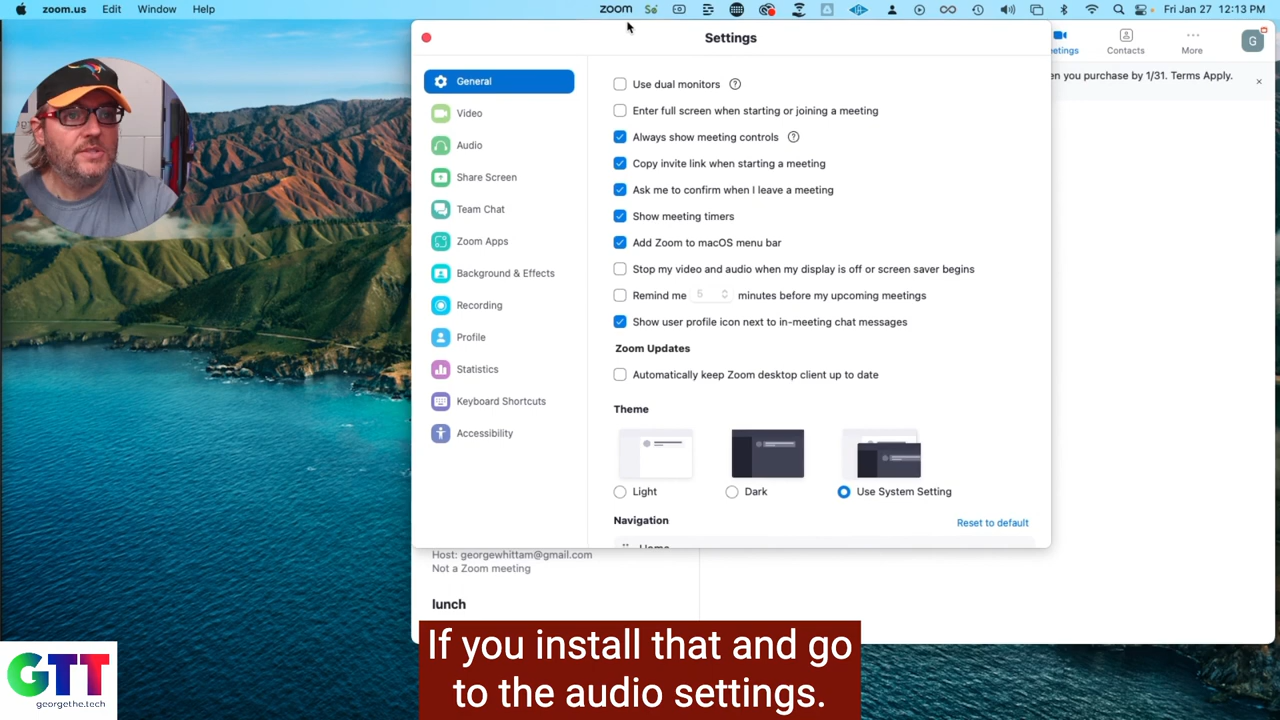 zoom.us Edit Window Help
zoom Fri Jan 27 12:13 PM
Settings
etings Contacts More G
en you purchase by 1/31. Terms Apply.
General
Video
Audio
Share Screen
Team Chat
Zoom Apps
Background & Effects
Recording
Profile
Statistics
Keyboard Shortcuts
Accessibility
Use dual monitors ?
Enter full screen when starting or joining a meeting
Always show meeting controls ?
Copy invite link when starting a meeting
Ask me to confirm when I leave a meeting
Show meeting timers
Add Zoom to macOS menu bar
Stop my video and audio when my display is off or screen saver begins
Remind me 5 minutes before my upcoming meetings
Show user profile icon next to in-meeting chat messages
Zoom Updates
Automatically keep Zoom desktop client up to date
Theme
Light Dark Use System Setting
Navigation Reset to default
Home
Host: georgewhittam@gmail.com
Not a Zoom meeting
lunch
If you install that and go
to the audio settings.
GTT
georgethe.tech